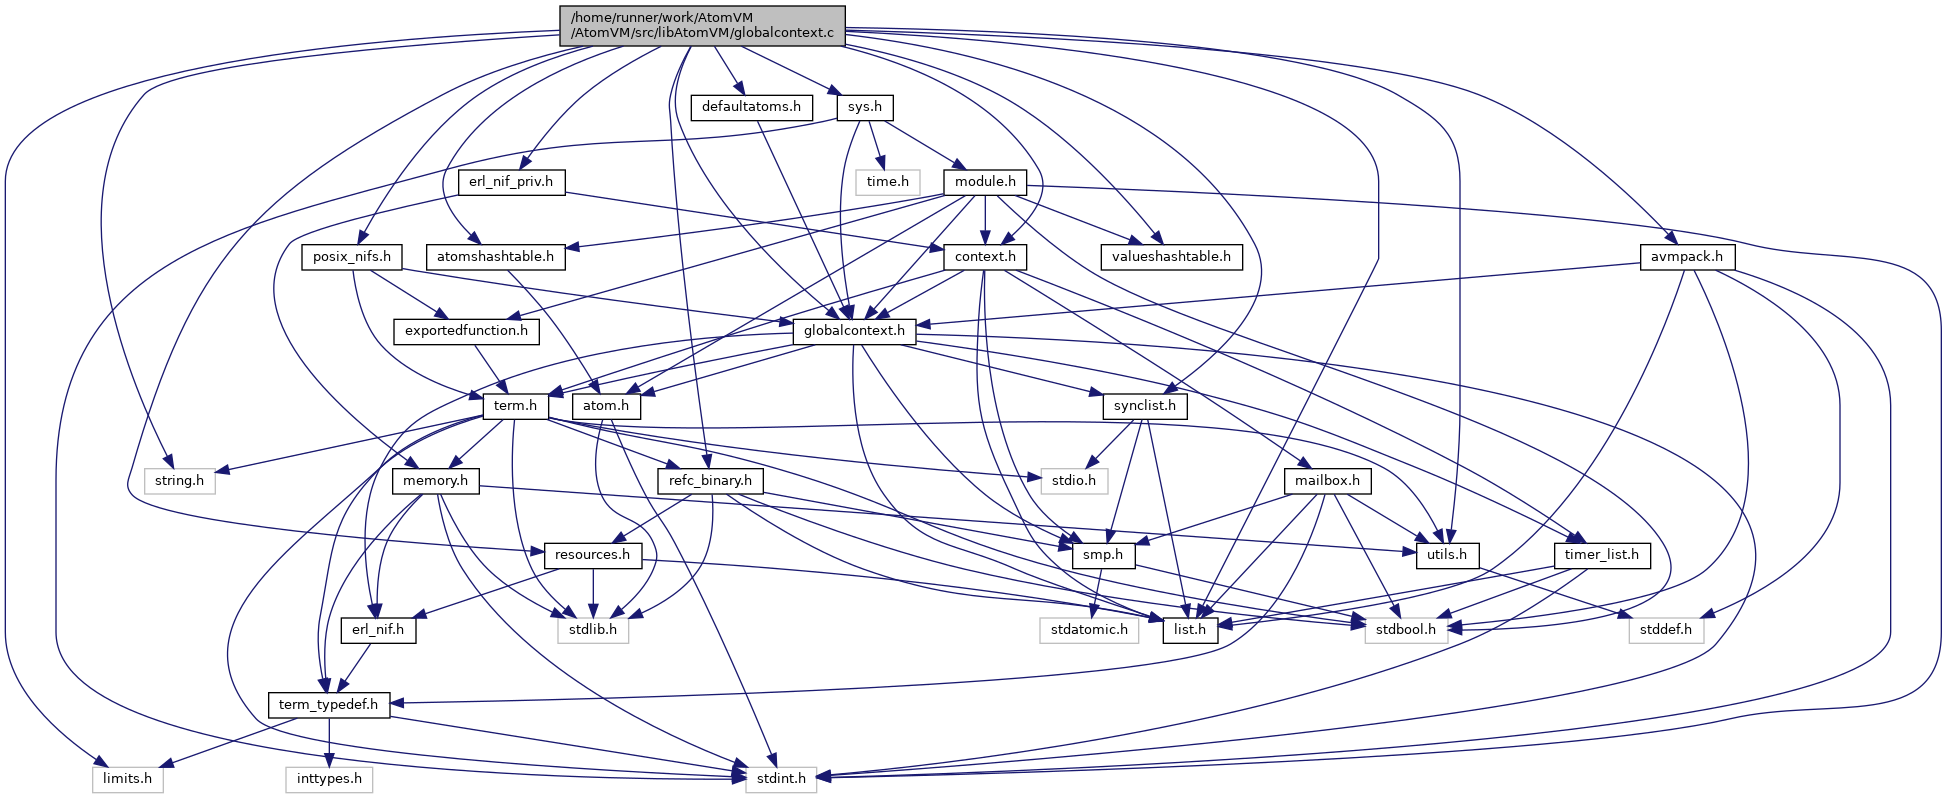 /home/runner/work/AtomVM
/AtomVM/src/libAtomVM/globalcontext.c
defaultatoms.h
sys.h
erl_nif_priv.h
time.h
module.h
posix_nifs.h
atomshashtable.h
context.h
valueshashtable.h
avmpack.h
exportedfunction.h
globalcontext.h
term.h
atom.h
synclist.h
string.h
memory.h
refc_binary.h
stdio.h
mailbox.h
resources.h
smp.h
utils.h
timer_list.h
erl_nif.h
stdlib.h
stdatomic.h
list.h
stdbool.h
stddef.h
term_typedef.h
limits.h
inttypes.h
stdint.h